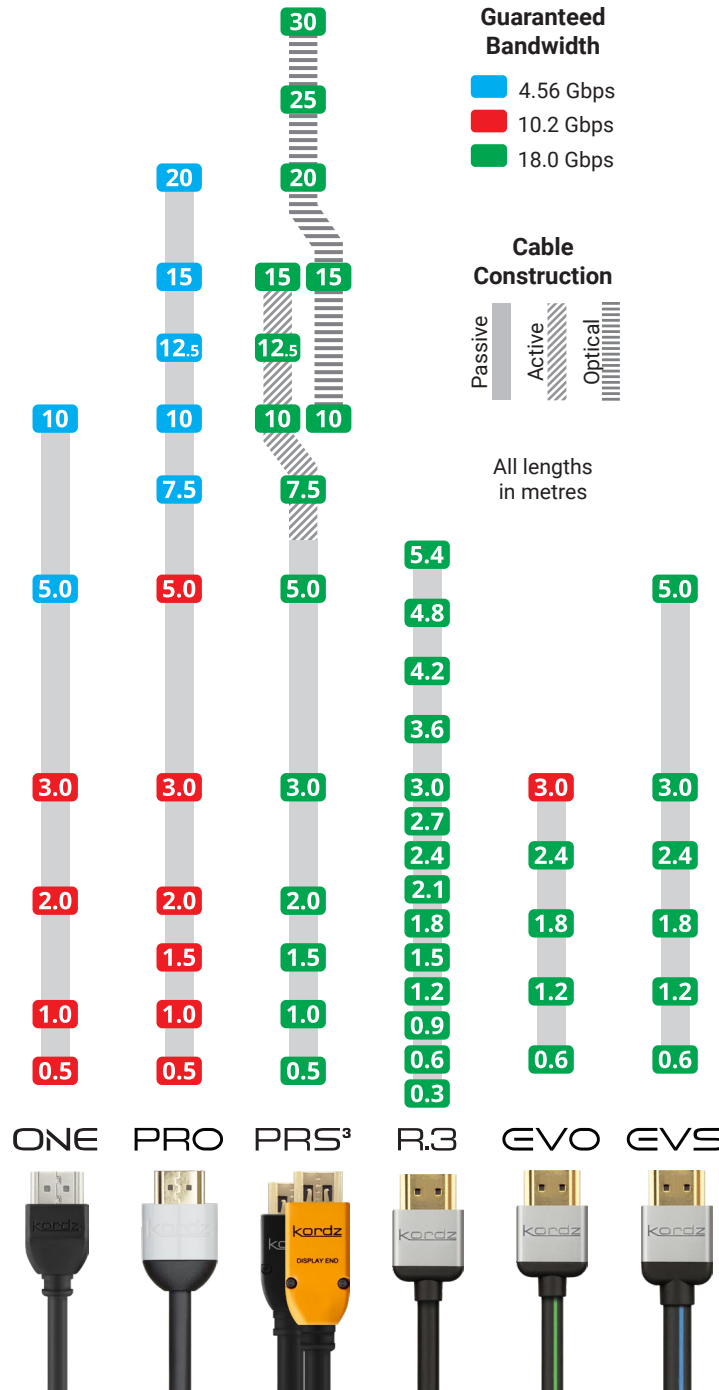 Guaranteed
Bandwidth
4.56 Gbps
10.2 Gbps
18.0 Gbps
Cable
Construction
Passive
Active
Optical
All lengths
in metres
30
25
20 20
15 15 15
12.5 12.5
10 10 10 10
7.5 7.5
5.4
5.0 5.0 5.0 5.0
4.8
4.2
3.6
3.0 3.0 3.0 3.0 3.0 3.0
2.7
2.4 2.4 2.4
2.1
2.0 2.0 2.0
1.8 1.8 1.8
1.5 1.5 1.5
1.2 1.2 1.2
1.0 1.0 1.0
0.9
0.6 0.6 0.6
0.5 0.5 0.5
0.3
ONE PRO PRS³ R.3 EVO EVS
kordz kordz ko kordz kordz kordz kordz
DISPLAY END